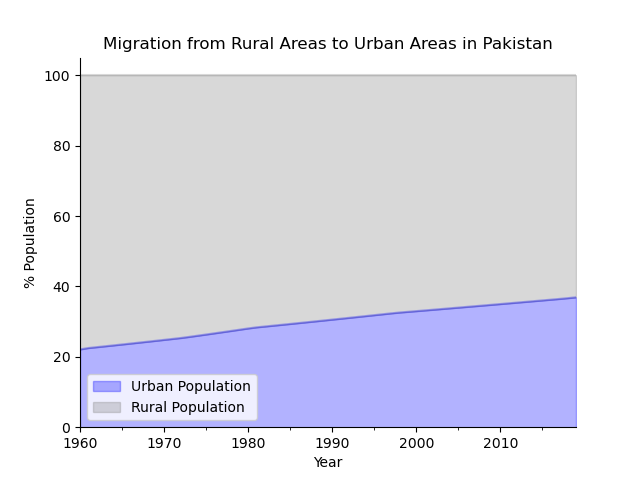 Migration from Rural Areas to Urban Areas in Pakistan
100
80
60
40
20
0
% Population
Urban Population
Rural Population
1960 1970 1980 1990 2000 2010
Year